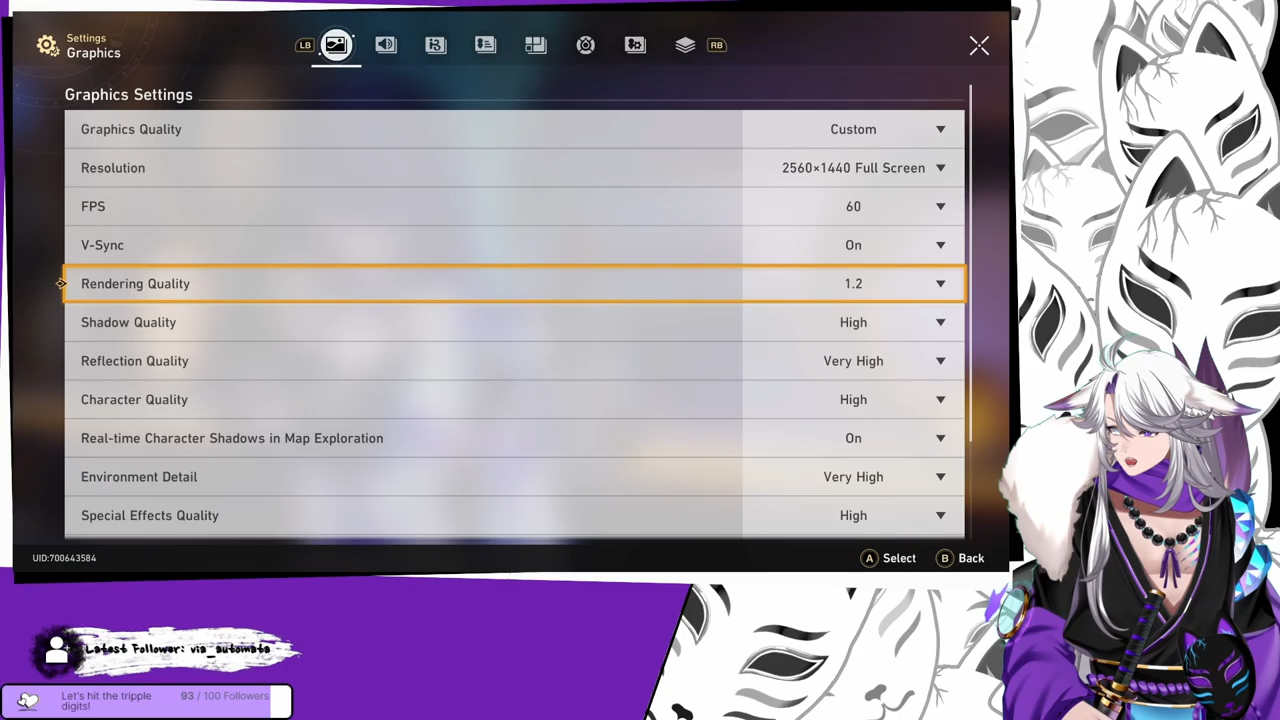 Settings
Graphics
LB
RB
Graphics Settings
Graphics Quality Custom
Resolution 2560×1440 Full Screen
FPS 60
V-Sync On
Rendering Quality 1.2
Shadow Quality High
Reflection Quality Very High
Character Quality High
Real-time Character Shadows in Map Exploration On
Environment Detail Very High
Special Effects Quality High
UID:700643584
A Select B Back
Latest Follower: via_automata
Let's hit the tripple 93 / 100 Followers
digits!